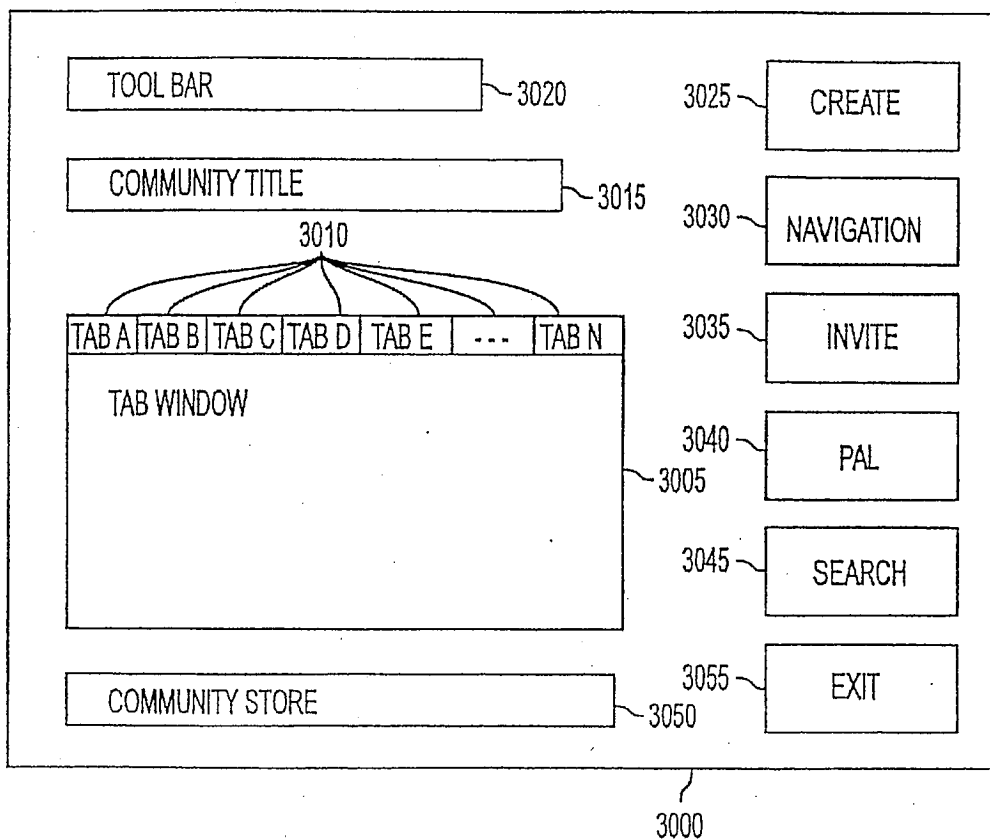 TOOL BAR
3020
COMMUNITY TITLE
3015
3010
TAB A TAB B TAB C TAB D TAB E --- TAB N
TAB WINDOW
3005
COMMUNITY STORE
3050
3025
CREATE
3030
NAVIGATION
3035
INVITE
3040
PAL
3045
SEARCH
3055
EXIT
3000